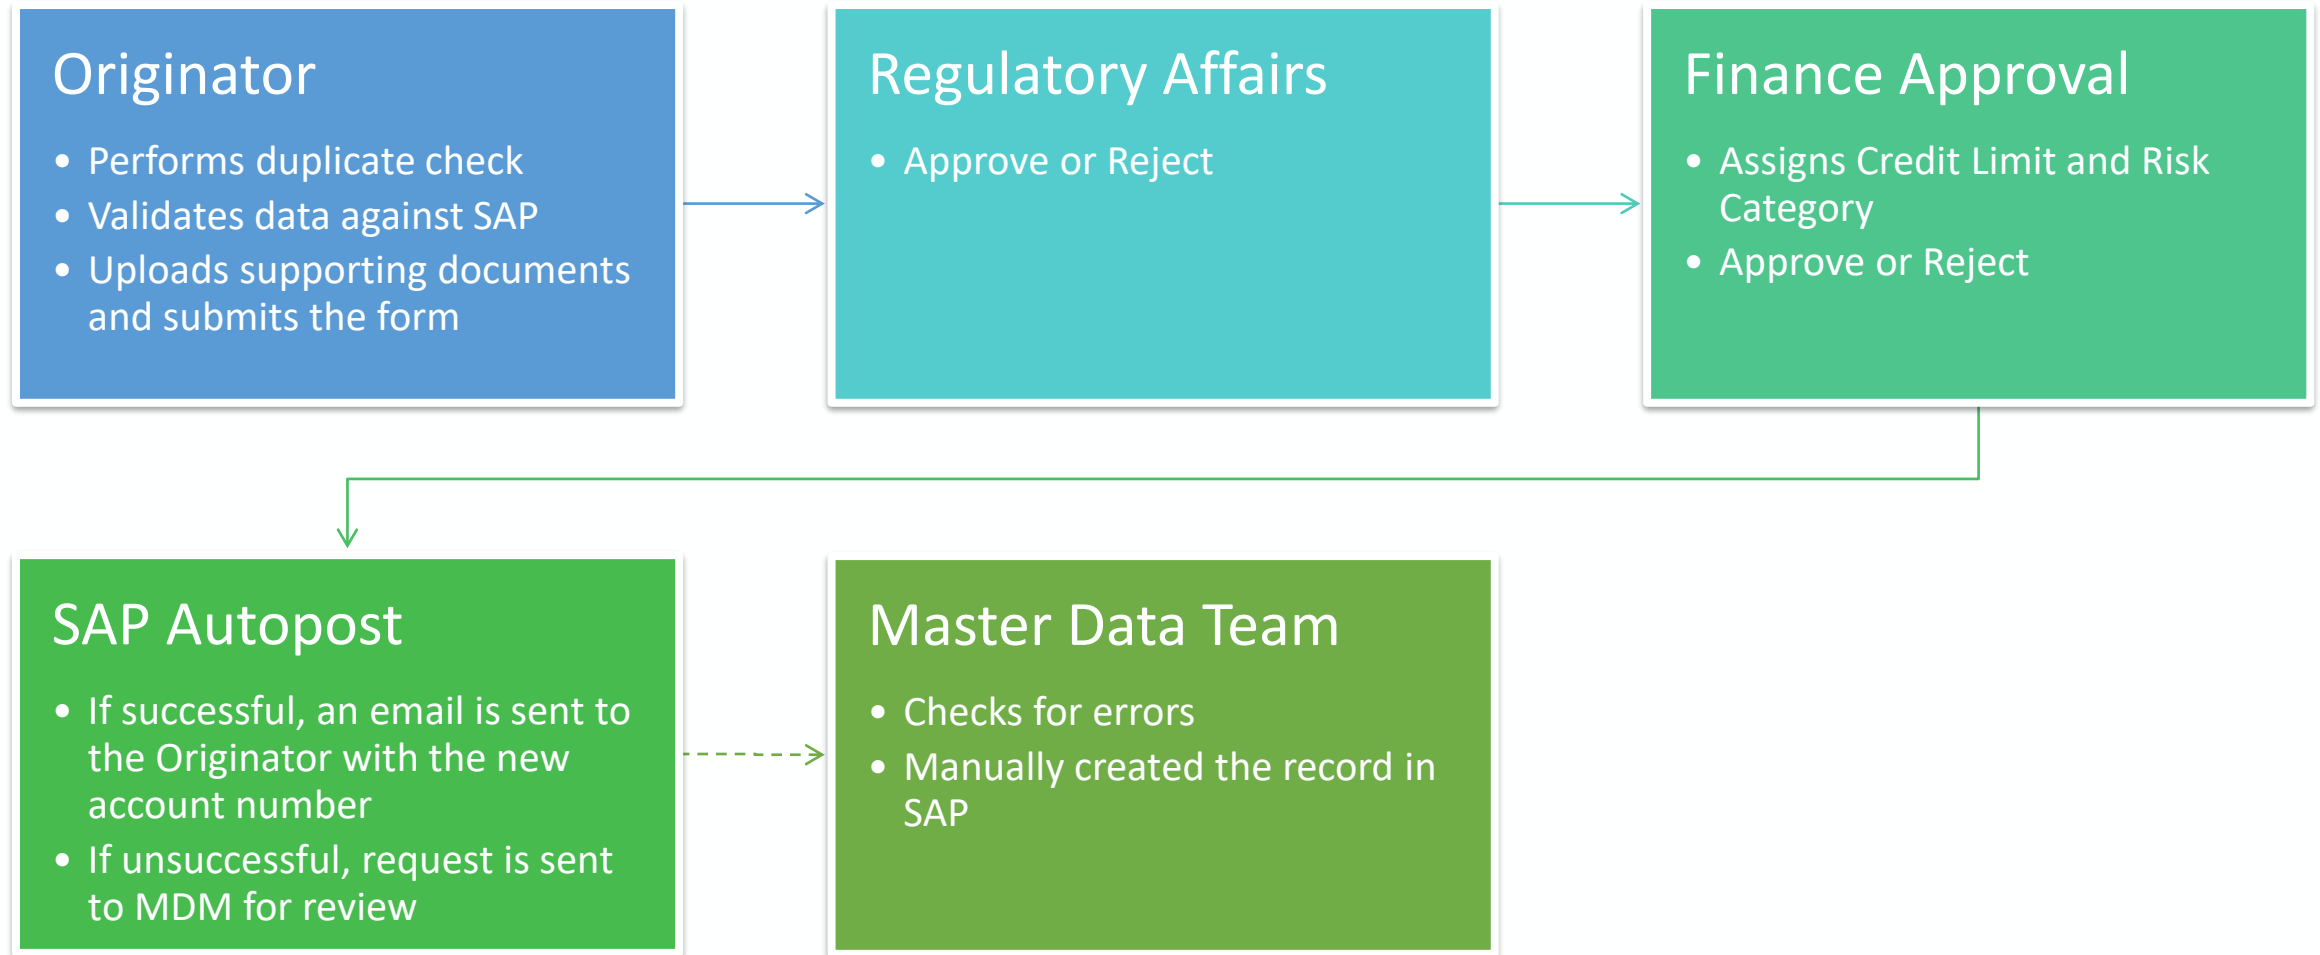 Originator
• Performs duplicate check
• Validates data against SAP
• Uploads supporting documents
and submits the form
Regulatory Affairs
• Approve or Reject
Finance Approval
• Assigns Credit Limit and Risk
Category
• Approve or Reject
SAP Autopost
• If successful, an email is sent to
the Originator with the new
account number
• If unsuccessful, request is sent
to MDM for review
Master Data Team
• Checks for errors
• Manually created the record in
SAP